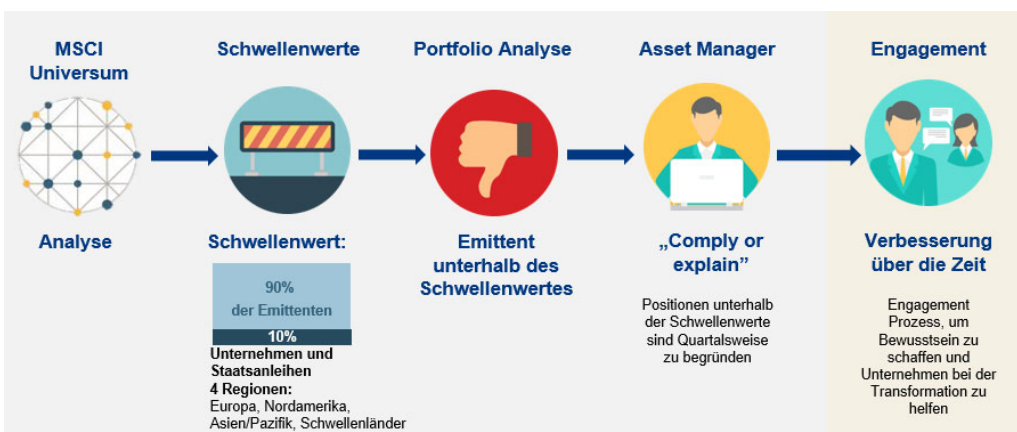 MSCI
Universum
Analyse
Schwellenwerte
Schwellenwert:
90%
der Emittenten
10%
Unternehmen und
Staatsanleihen
4 Regionen:
Europa, Nordamerika,
Asien/Pazifik, Schwellenländer
Portfolio Analyse
Emittent
unterhalb des
Schwellenwertes
Asset Manager
„Comply or
explain”
Positionen unterhalb
der Schwellenwerte
sind Quartalsweise
zu begründen
Engagement
Verbesserung
über die Zeit
Engagement
Prozess, um
Bewusstsein zu
schaffen und
Unternehmen bei der
Transformation zu
helfen